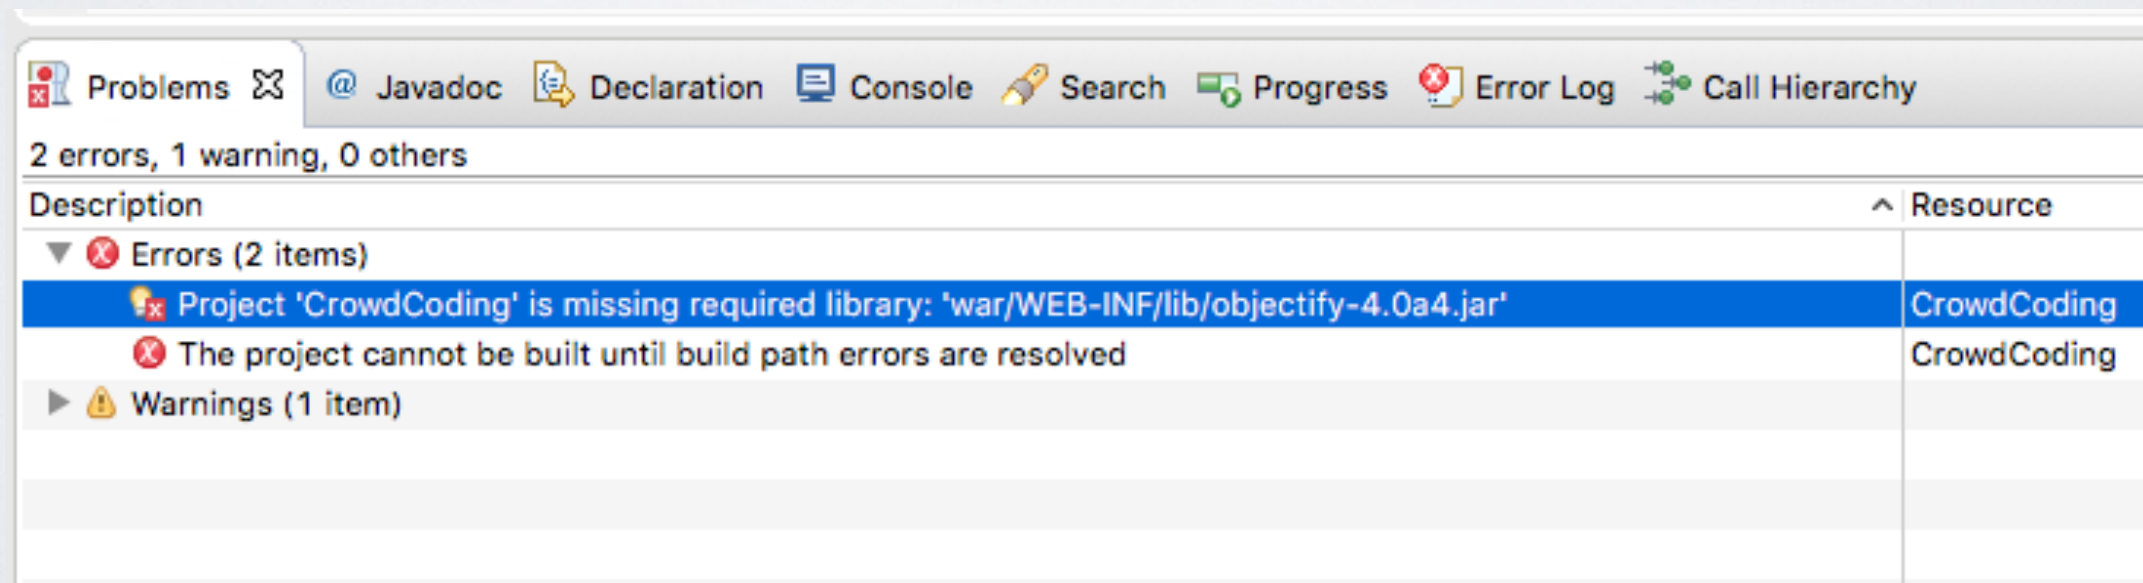 Problems Javadoc Declaration Console Search Progress Error Log Call Hierarchy
2 errors, 1 warning, 0 others
Description Resource
Errors (2 items)
Project 'CrowdCoding' is missing required library: 'war/WEB-INF/lib/objectify-4.0a4.jar' CrowdCoding
The project cannot be built until build path errors are resolved CrowdCoding
Warnings (1 item)